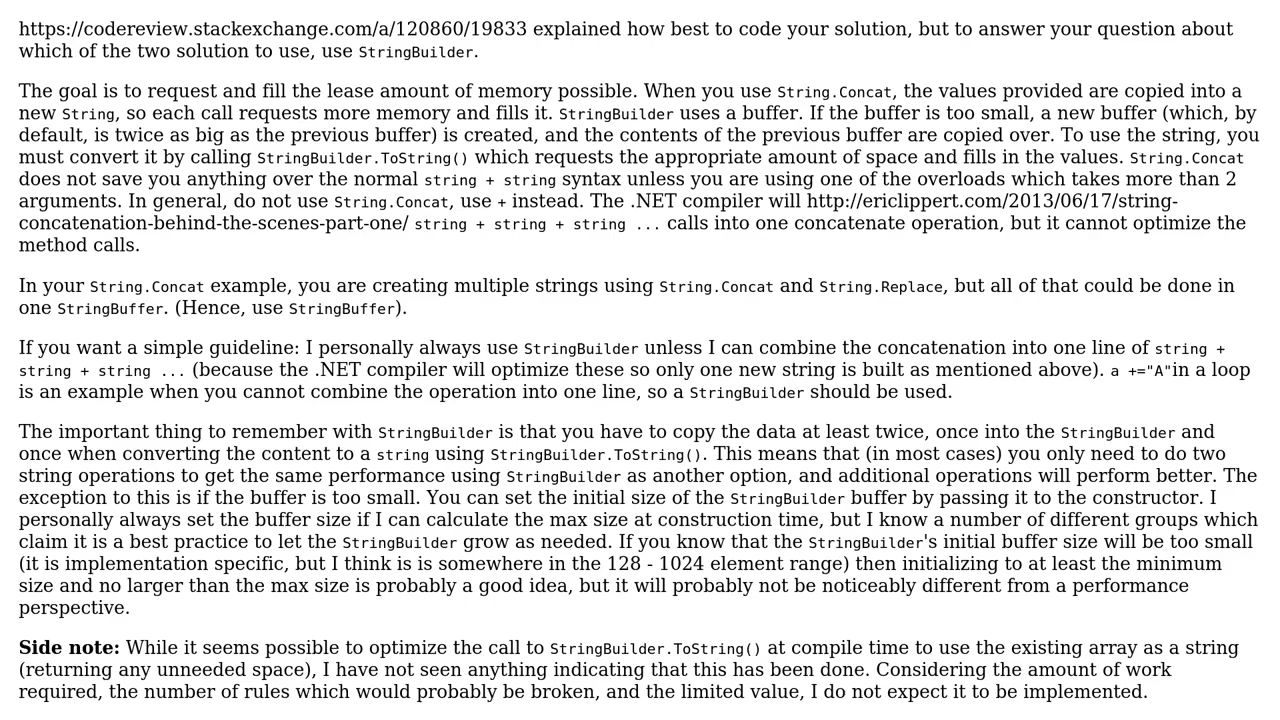 https://codereview.stackexchange.com/a/120860/19833 explained how best to code your solution, but to answer your question about
which of the two solution to use, use StringBuilder.
The goal is to request and fill the lease amount of memory possible. When you use String.Concat, the values provided are copied into a
new String, so each call requests more memory and fills it. StringBuilder uses a buffer. If the buffer is too small, a new buffer (which, by
default, is twice as big as the previous buffer) is created, and the contents of the previous buffer are copied over. To use the string, you
must convert it by calling StringBuilder.ToString() which requests the appropriate amount of space and fills in the values. String.Concat
does not save you anything over the normal string + string syntax unless you are using one of the overloads which takes more than 2
arguments. In general, do not use String.Concat, use + instead. The .NET compiler will http://ericlippert.com/2013/06/17/string-
concatenation-behind-the-scenes-part-one/ string + string + string ... calls into one concatenate operation, but it cannot optimize the
method calls.
In your String.Concat example, you are creating multiple strings using String.Concat and String.Replace, but all of that could be done in
one StringBuffer. (Hence, use StringBuffer).
If you want a simple guideline: I personally always use StringBuilder unless I can combine the concatenation into one line of string +
string + string ... (because the .NET compiler will optimize these so only one new string is built as mentioned above). a +="A"in a loop
is an example when you cannot combine the operation into one line, so a StringBuilder should be used.
The important thing to remember with StringBuilder is that you have to copy the data at least twice, once into the StringBuilder and
once when converting the content to a string using StringBuilder.ToString(). This means that (in most cases) you only need to do two
string operations to get the same performance using StringBuilder as another option, and additional operations will perform better. The
exception to this is if the buffer is too small. You can set the initial size of the StringBuilder buffer by passing it to the constructor. I
personally always set the buffer size if I can calculate the max size at construction time, but I know a number of different groups which
claim it is a best practice to let the StringBuilder grow as needed. If you know that the StringBuilder's initial buffer size will be too small
(it is implementation specific, but I think is is somewhere in the 128 - 1024 element range) then initializing to at least the minimum
size and no larger than the max size is probably a good idea, but it will probably not be noticeably different from a performance
perspective.
Side note: While it seems possible to optimize the call to StringBuilder.ToString() at compile time to use the existing array as a string
(returning any unneeded space), I have not seen anything indicating that this has been done. Considering the amount of work
required, the number of rules which would probably be broken, and the limited value, I do not expect it to be implemented.